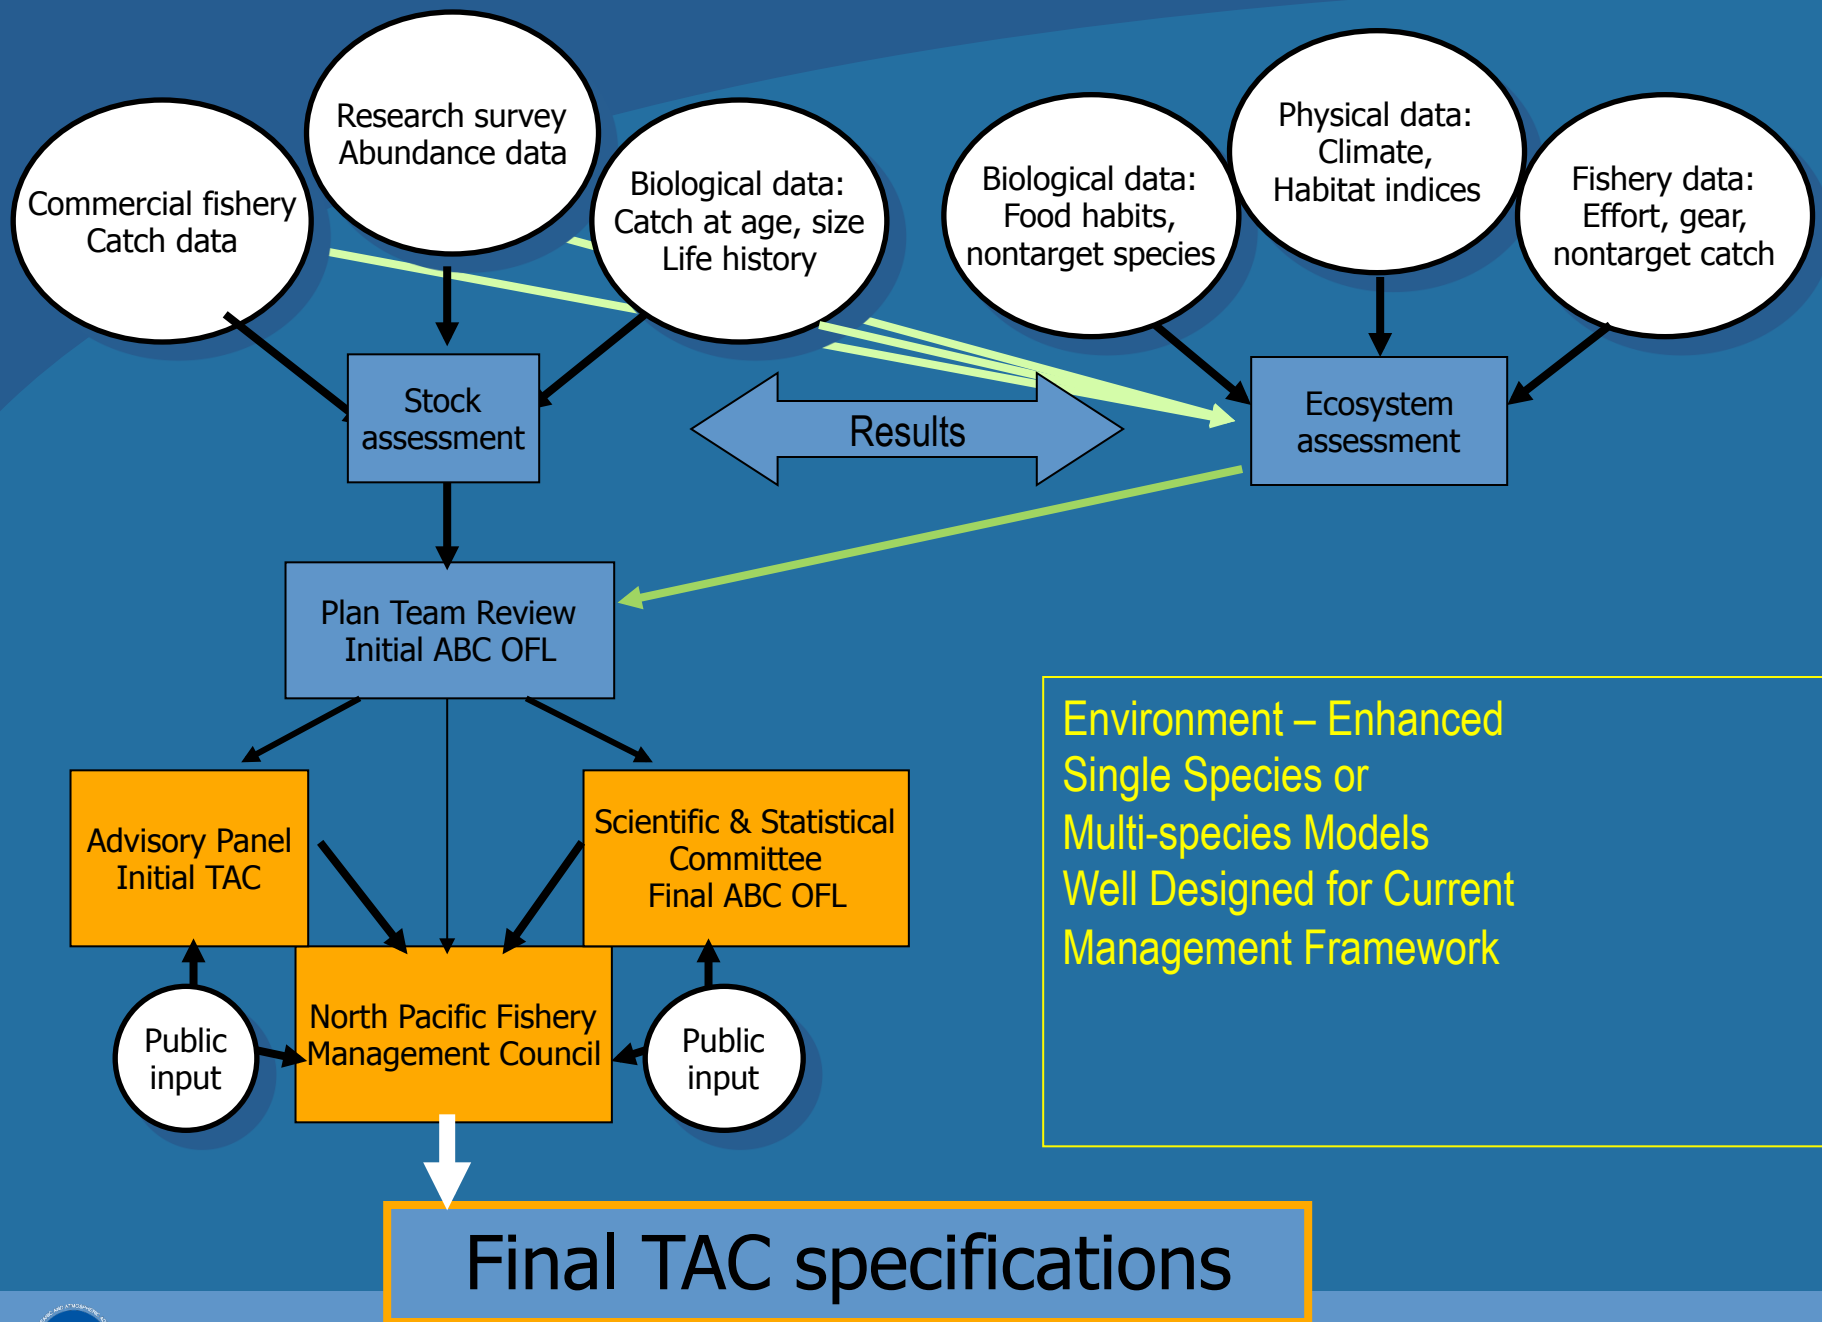 Research survey
Abundance data
Commercial fishery
Catch data
Biological data:
Catch at age, size
Life history
Biological data:
Food habits,
nontarget species
Physical data:
Climate,
Habitat indices
Fishery data:
Effort, gear,
nontarget catch
Stock
assessment
Results
Ecosystem
assessment
Plan Team Review
Initial ABC OFL
Advisory Panel
Initial TAC
Scientific & Statistical
Committee
Final ABC OFL
Environment – Enhanced
Single Species or
Multi-species Models
Well Designed for Current
Management Framework
Public
input
North Pacific Fishery
Management Council
Public
input
Final TAC specifications